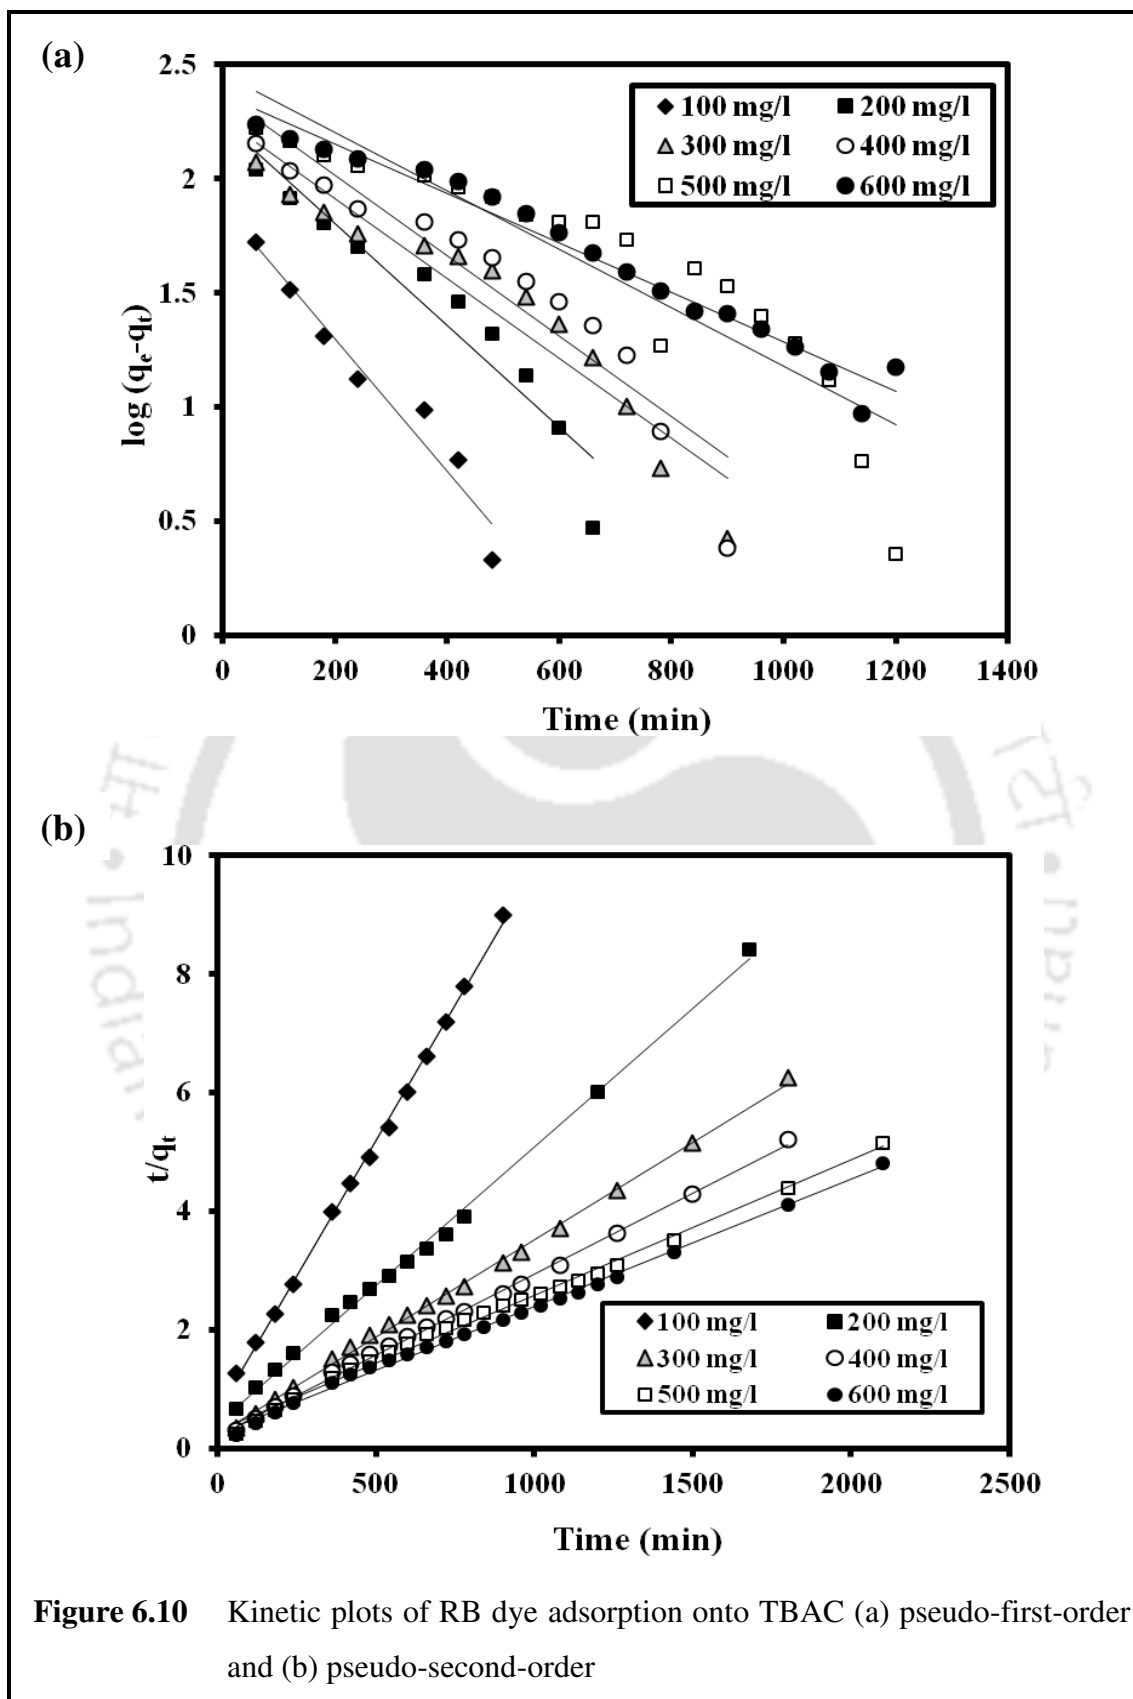 (a)
2.5
2
1.5
1
0.5
0
log (qe-qt)
100 mg/l 200 mg/l
300 mg/l 400 mg/l
500 mg/l 600 mg/l
0 200 400 600 800 1000 1200 1400
Time (min)
(b)
10
8
6
4
2
0
t/qt
100 mg/l 200 mg/l
300 mg/l 400 mg/l
500 mg/l 600 mg/l
0 500 1000 1500 2000 2500
Time (min)
Figure 6.10 Kinetic plots of RB dye adsorption onto TBAC (a) pseudo-first-order
and (b) pseudo-second-order